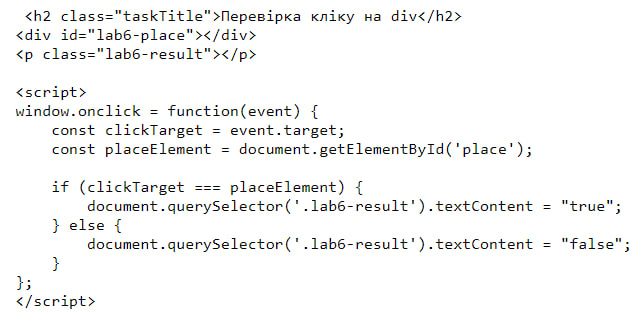 <h2 class="taskTitle">Перевірка кліку на div</h2>
<div id="lab6-place"></div>
<p class="lab6-result"></p>

<script>
window.onclick = function(event) {
    const clickTarget = event.target;
    const placeElement = document.getElementById('place');

    if (clickTarget === placeElement) {
        document.querySelector('.lab6-result').textContent = "true";
    } else {
        document.querySelector('.lab6-result').textContent = "false";
    }
};
</script>